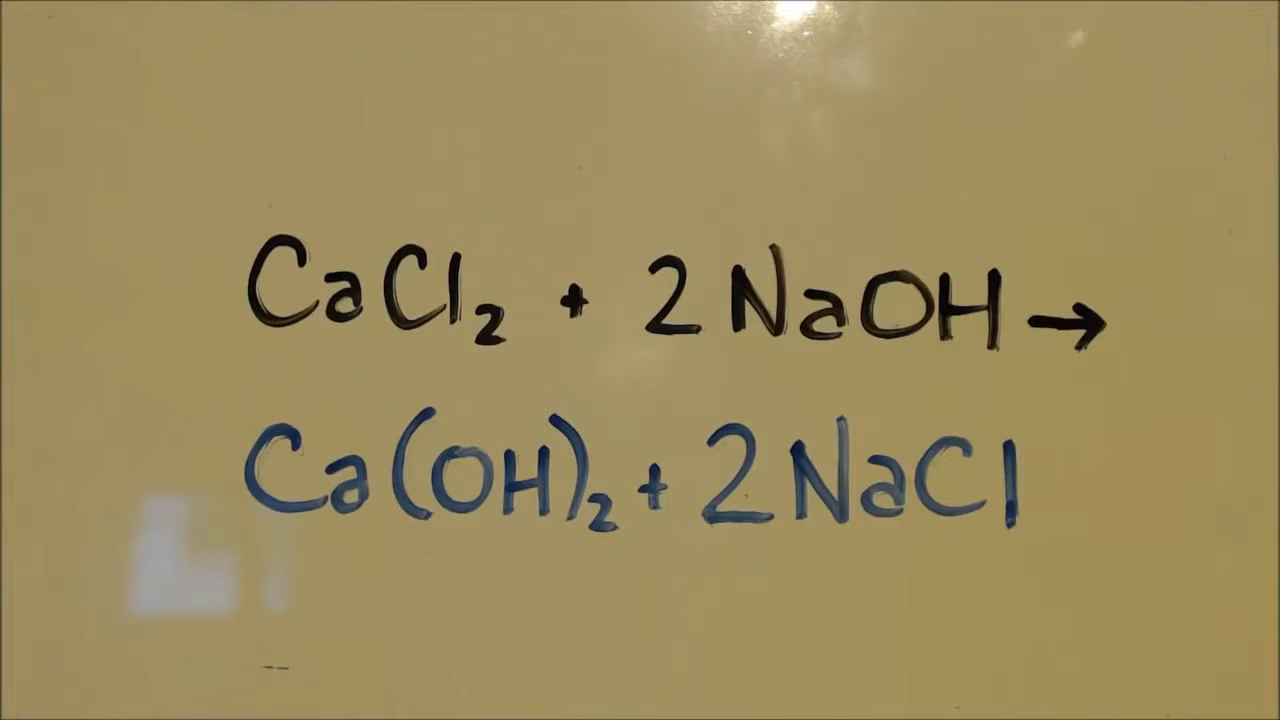 CaCl₂ + 2NaOH →
Ca(OH)₂ + 2NaCl